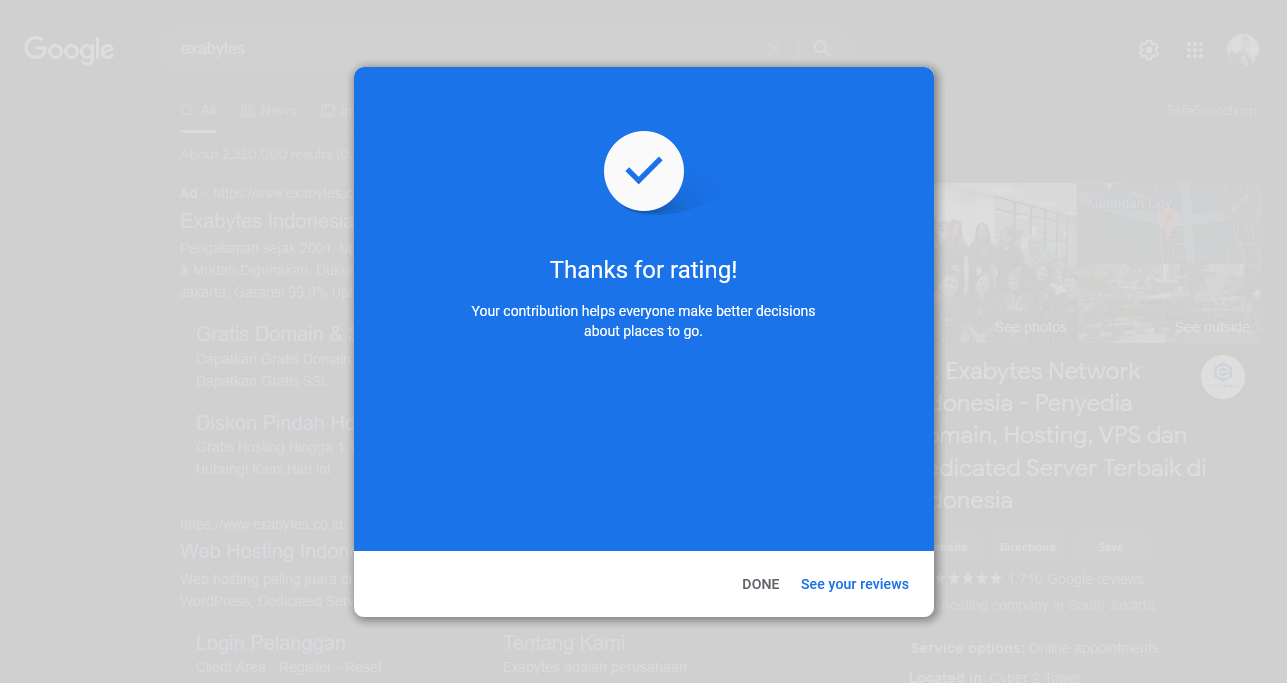 Google
exabytes
All
News
SafeSearch on
About 2,320,000 results (0.
Ad · https://www.exabytes.c
Exabytes Indonesia
Pengalaman sejak 2001. U
& Mudah Digunakan. Duku
Jakarta. Garansi 99.9% Upt
Gratis Domain & S
Dapatkan Gratis Domain
Dapatkan Gratis SSL
Diskon Pindah Ho
Gratis Hosting Hingga 1
Hubungi Kami Hari Ini
https://www.exabytes.co.id
Web Hosting Indon
Web hosting paling juara di
WordPress, Dedicated Ser
Login Pelanggan
Client Area - Register - Reset
Tentang Kami
Exabytes adalah perusahaan
Thanks for rating!
Your contribution helps everyone make better decisions
about places to go.
DONE
See your reviews
Kuningan City
See photos
See outside
. Exabytes Network
donesia - Penyedia
omain, Hosting, VPS dan
edicated Server Terbaik di
donesia
site
Directions
Save
1,710 Google reviews
hosting company in South Jakarta
Service options: Online appointments
Located in: Cyber 2 Tower